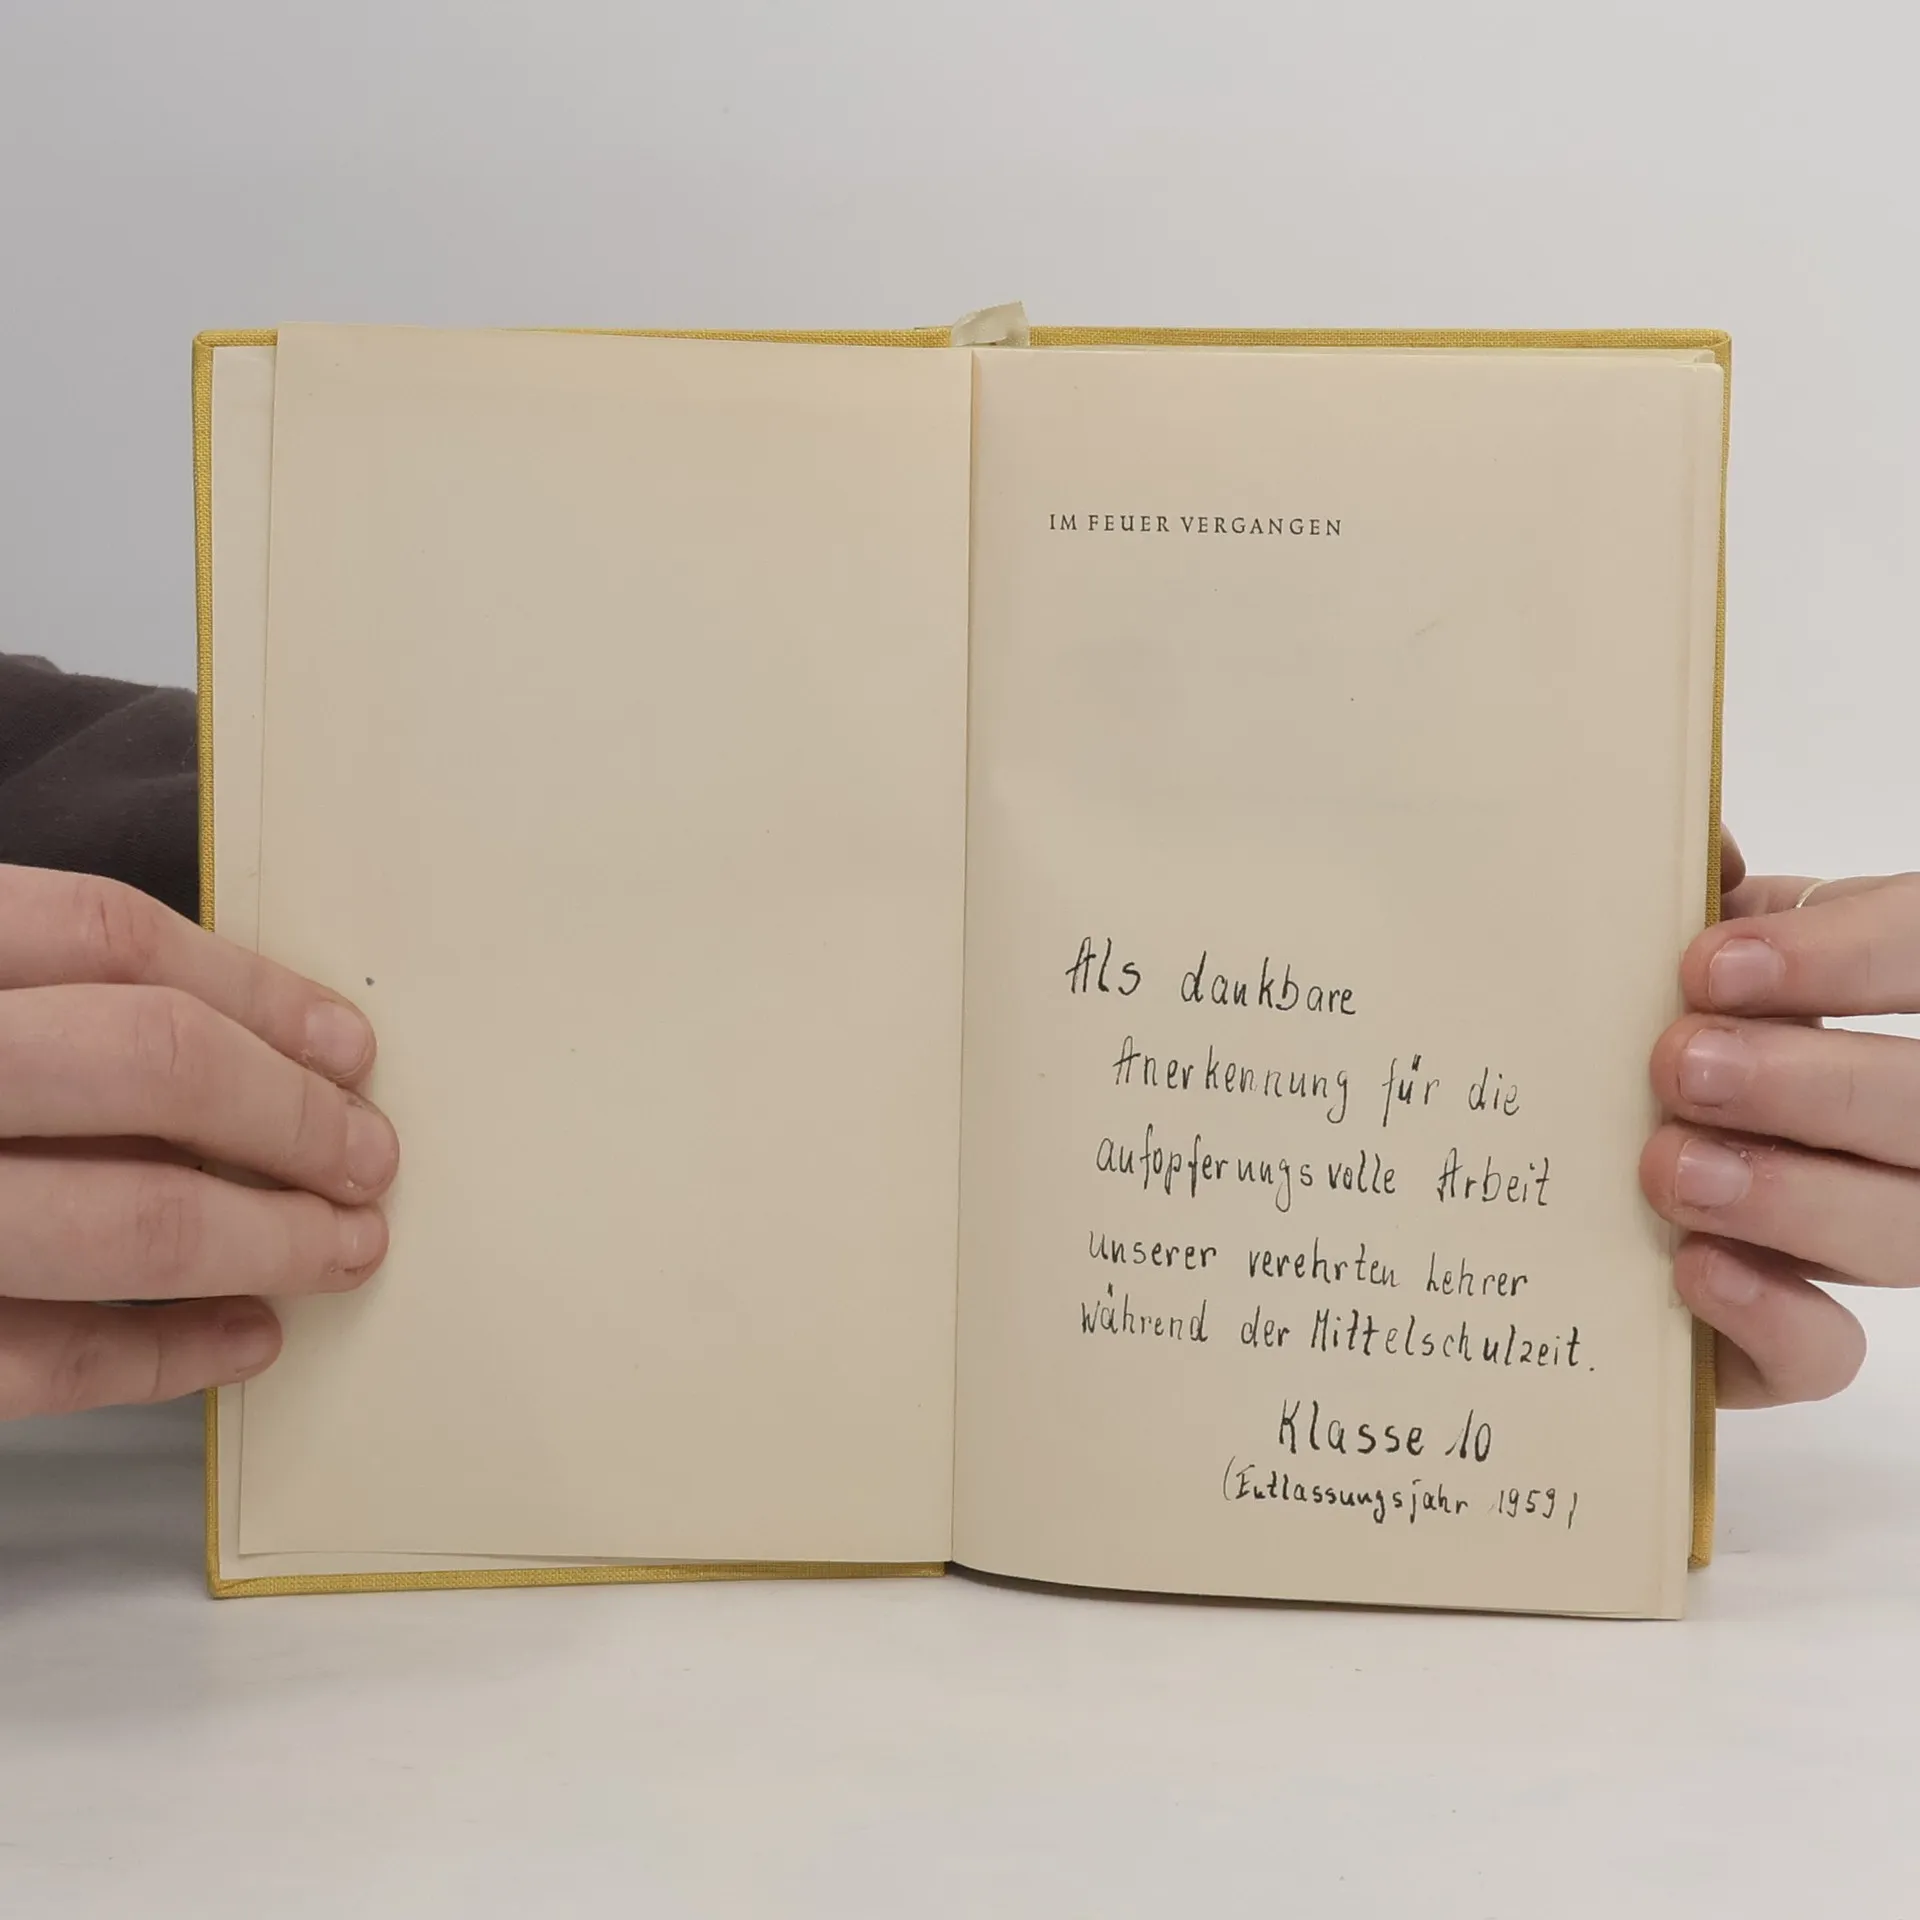 IM FEUER VERGANGEN
Als dankbare
Anerkennung für die
aufopferungsvolle Arbeit
unserer verehrten Lehrer
während der Mittelschulzeit.
Klasse 10
(Entlassungsjahr 1959)